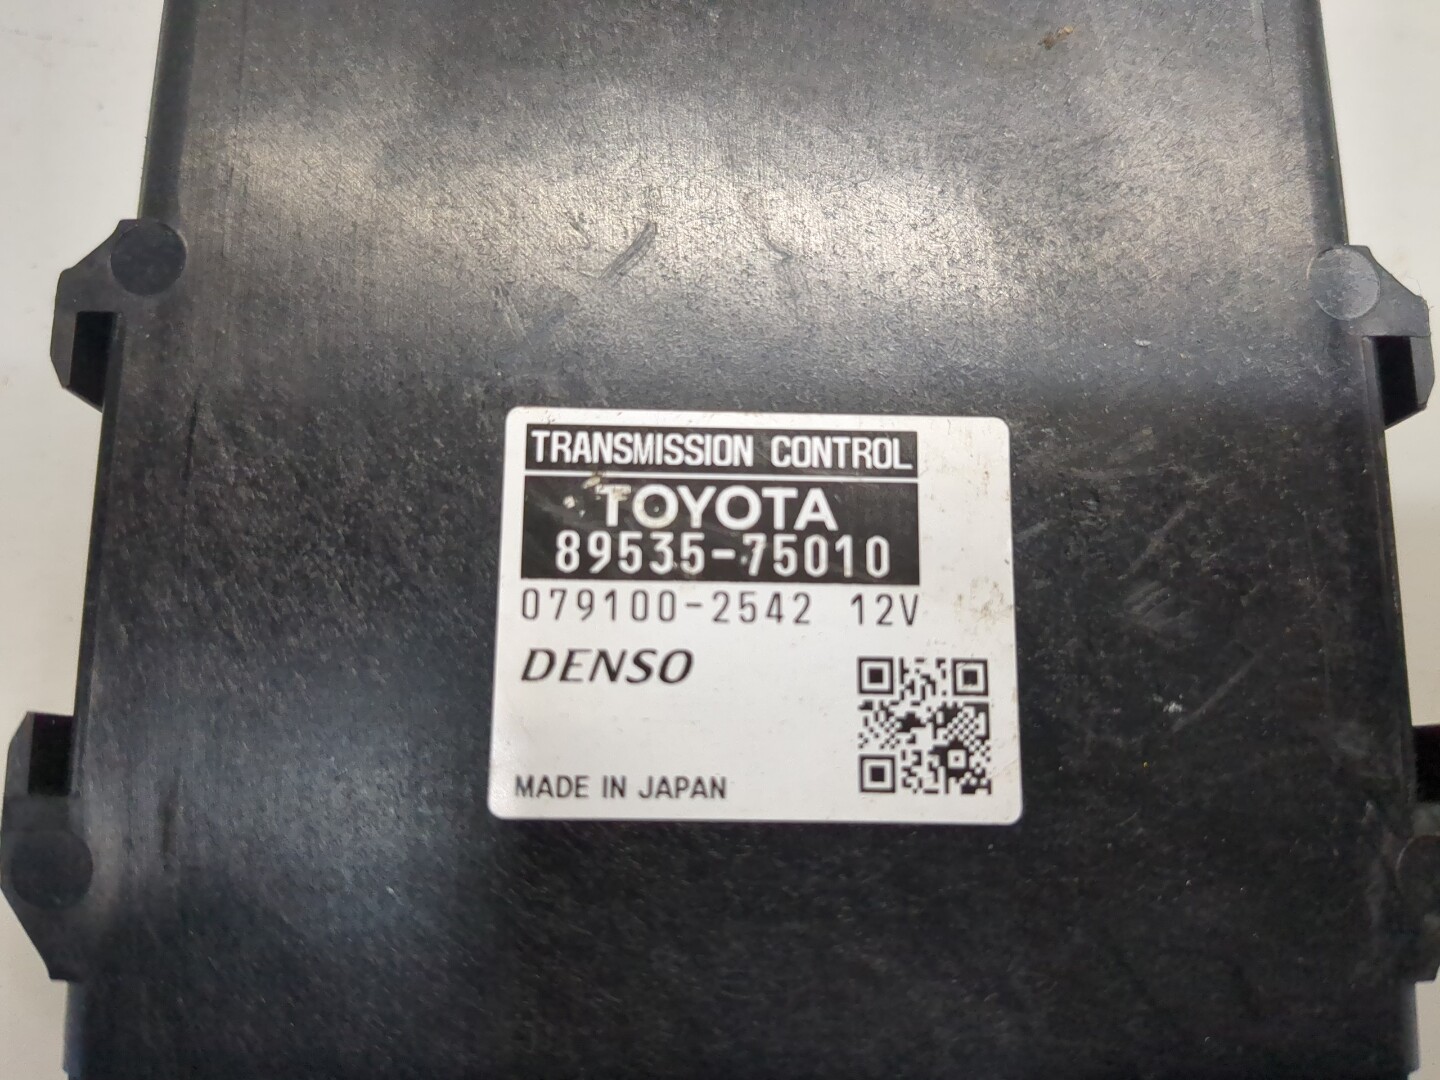 TRANSMISSION CONTROL
TOYOTA
89535-75010
079100-2542 12V
DENSO
MADE IN JAPAN